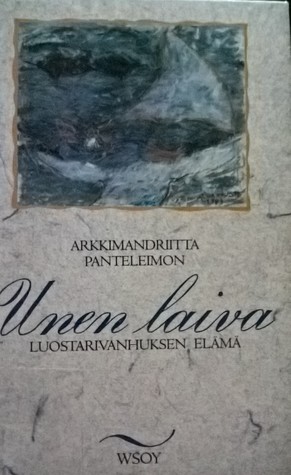 ARKKIMANDRIITTA
PANTELEIMON
Unen laiva
LUOSTARIVANHUKSEN ELÄMÄ
WSOY